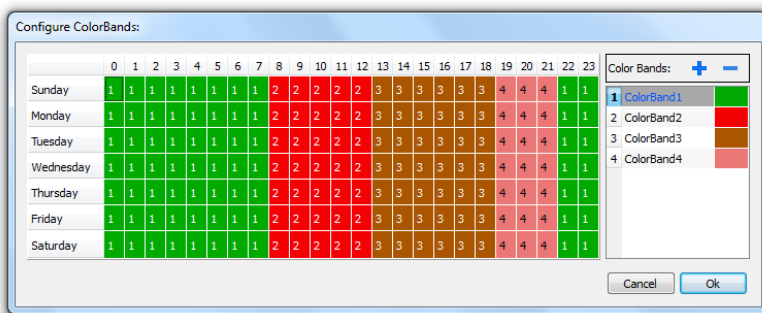 Configure ColorBands:
0 1 2 3 4 5 6 7 8 9 10 11 12 13 14 15 16 17 18 19 20 21 22 23
Sunday 1 1 1 1 1 1 1 1 2 2 2 2 2 3 3 3 3 3 3 4 4 4 1 1
Monday 1 1 1 1 1 1 1 1 2 2 2 2 2 3 3 3 3 3 3 4 4 4 1 1
Tuesday 1 1 1 1 1 1 1 1 2 2 2 2 2 3 3 3 3 3 3 4 4 4 1 1
Wednesday 1 1 1 1 1 1 1 1 2 2 2 2 2 3 3 3 3 3 3 4 4 4 1 1
Thursday 1 1 1 1 1 1 1 1 2 2 2 2 2 3 3 3 3 3 3 4 4 4 1 1
Friday 1 1 1 1 1 1 1 1 2 2 2 2 2 3 3 3 3 3 3 4 4 4 1 1
Saturday 1 1 1 1 1 1 1 1 2 2 2 2 2 3 3 3 3 3 3 4 4 4 1 1
Color Bands: + −
1 ColorBand1
2 ColorBand2
3 ColorBand3
4 ColorBand4
Cancel Ok